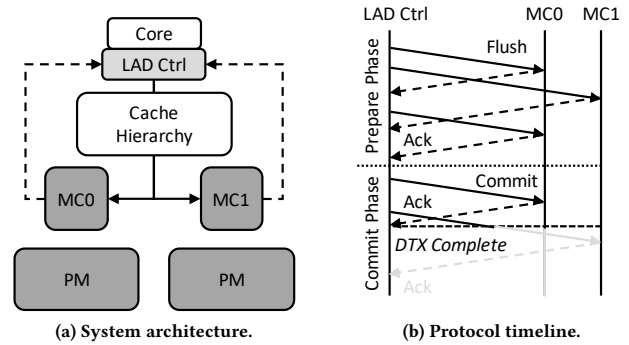 Core
LAD Ctrl
Cache
Hierarchy
MC0
MC1
PM
PM
(a) System architecture.
LAD Ctrl
MC0
MC1
Prepare Phase
Flush
Ack
Commit Phase
Commit
Ack
DTX Complete
Ack
(b) Protocol timeline.